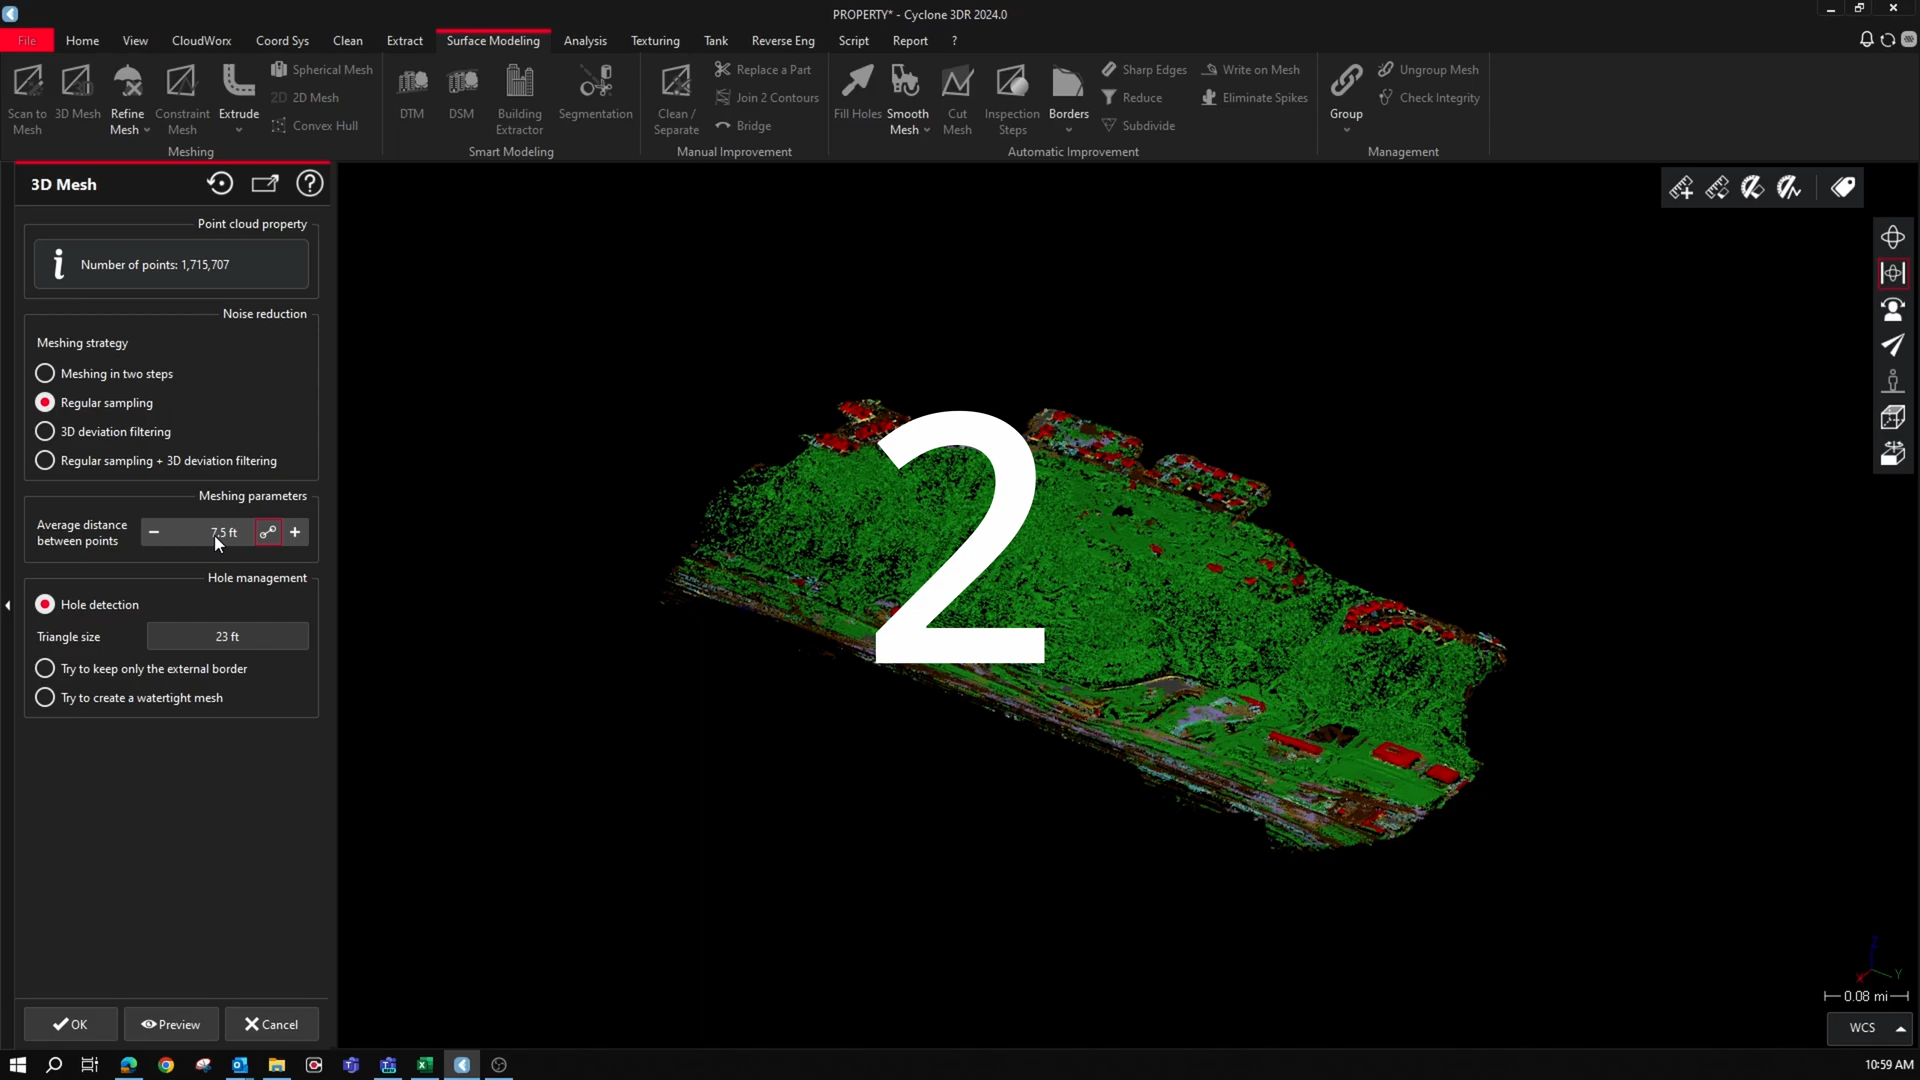 PROPERTY* - Cyclone 3DR 2024.0
File Home View CloudWorx Coord Sys Clean Extract Surface Modeling Analysis Texturing Tank Reverse Eng Script Report ?
Scan to Mesh
3D Mesh
Refine Mesh
Constraint Mesh
Extrude
Spherical Mesh
2D 2D Mesh
Convex Hull
Meshing
DTM
DSM
Building Extractor
Segmentation
Smart Modeling
Clean / Separate
Replace a Part
Join 2 Contours
Bridge
Manual Improvement
Fill Holes
Smooth Mesh
Cut Mesh
Inspection Steps
Borders
Sharp Edges
Reduce
Subdivide
Write on Mesh
Eliminate Spikes
Automatic Improvement
Group
Ungroup Mesh
Check Integrity
Management
3D Mesh
Point cloud property
Number of points: 1,715,707
Noise reduction
Meshing strategy
Meshing in two steps
Regular sampling
3D deviation filtering
Regular sampling + 3D deviation filtering
Meshing parameters
Average distance between points
7.5 ft
Hole management
Hole detection
Triangle size 23 ft
Try to keep only the external border
Try to create a watertight mesh
OK Preview Cancel
2
Z
Y
X
0.08 mi
WCS
10:59 AM